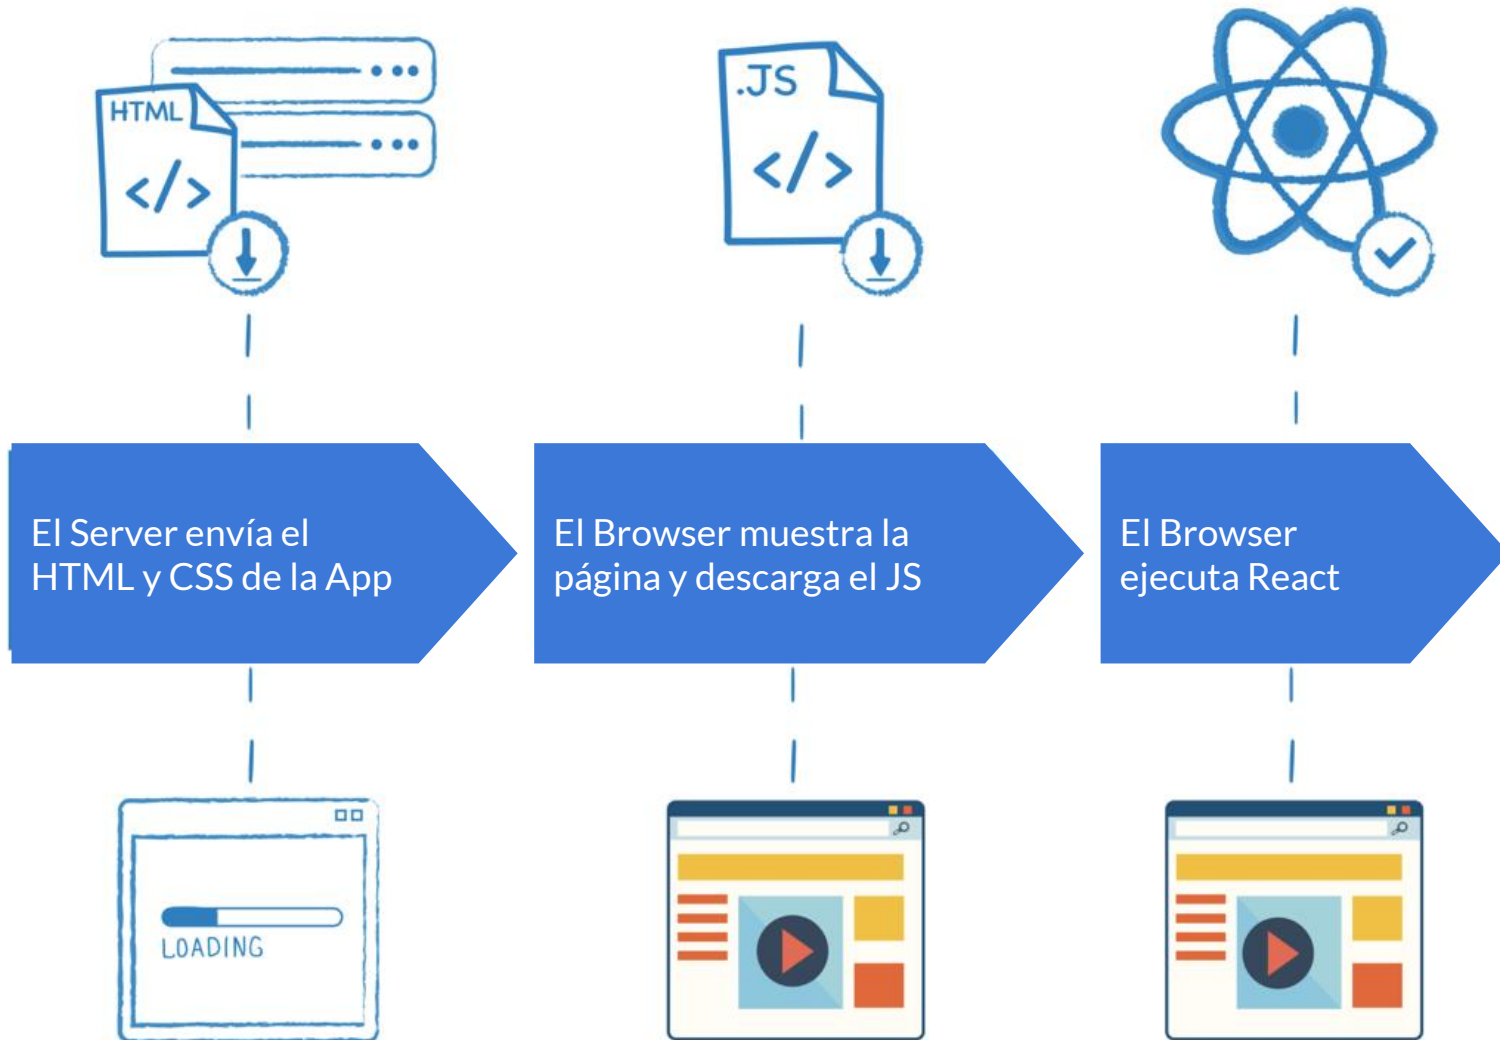 HTML
</>
.JS
</>
El Server envía el
HTML y CSS de la App
El Browser muestra la
página y descarga el JS
El Browser
ejecuta React
LOADING